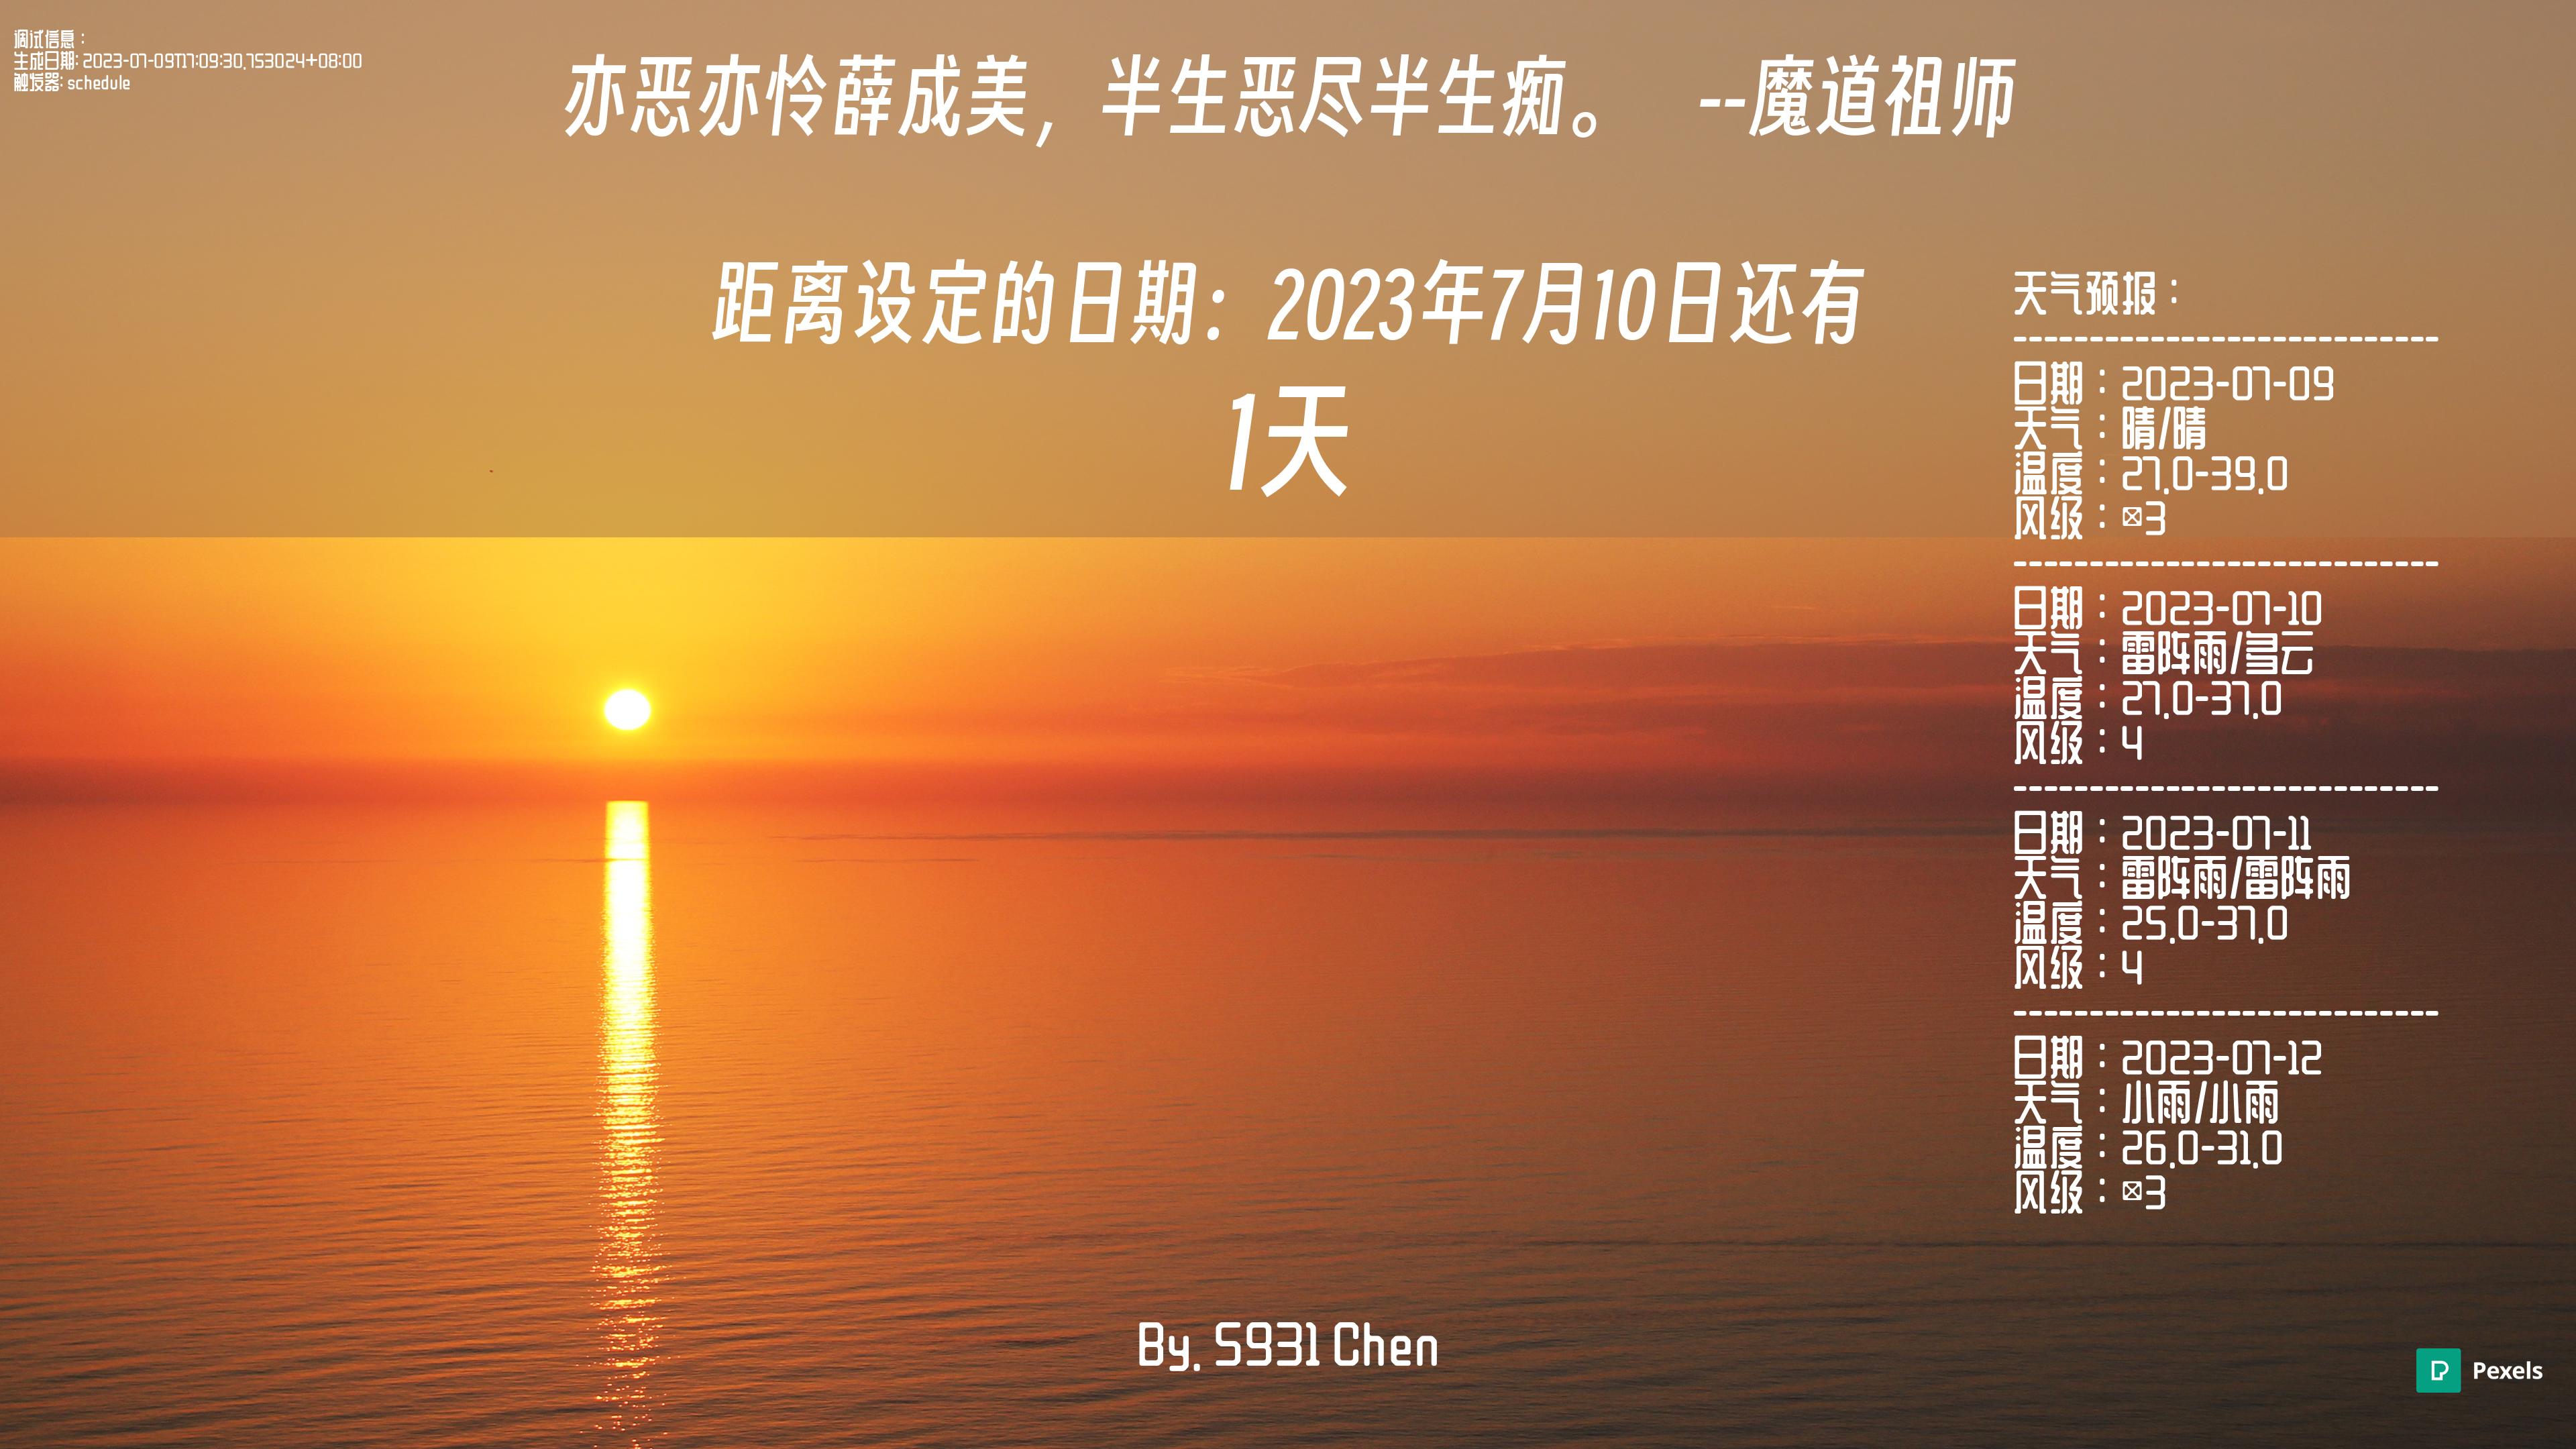 调试信息：
生成日期: 2023-07-09T17:09:30.753024+08:00
触发器: schedule
亦恶亦怜薛成美，半生恶尽半生痴。 --魔道祖师
距离设定的日期：2023年7月10日还有
1天
天气预报：
----------------------------
日期：2023-07-09
天气：晴/晴
温度：27.0-39.0
风级：3
----------------------------
日期：2023-07-10
天气：雷阵雨/多云
温度：27.0-37.0
风级：4
----------------------------
日期：2023-07-11
天气：雷阵雨/雷阵雨
温度：25.0-37.0
风级：4
----------------------------
日期：2023-07-12
天气：小雨/小雨
温度：26.0-31.0
风级：3
By. 5931 Chen
Pexels